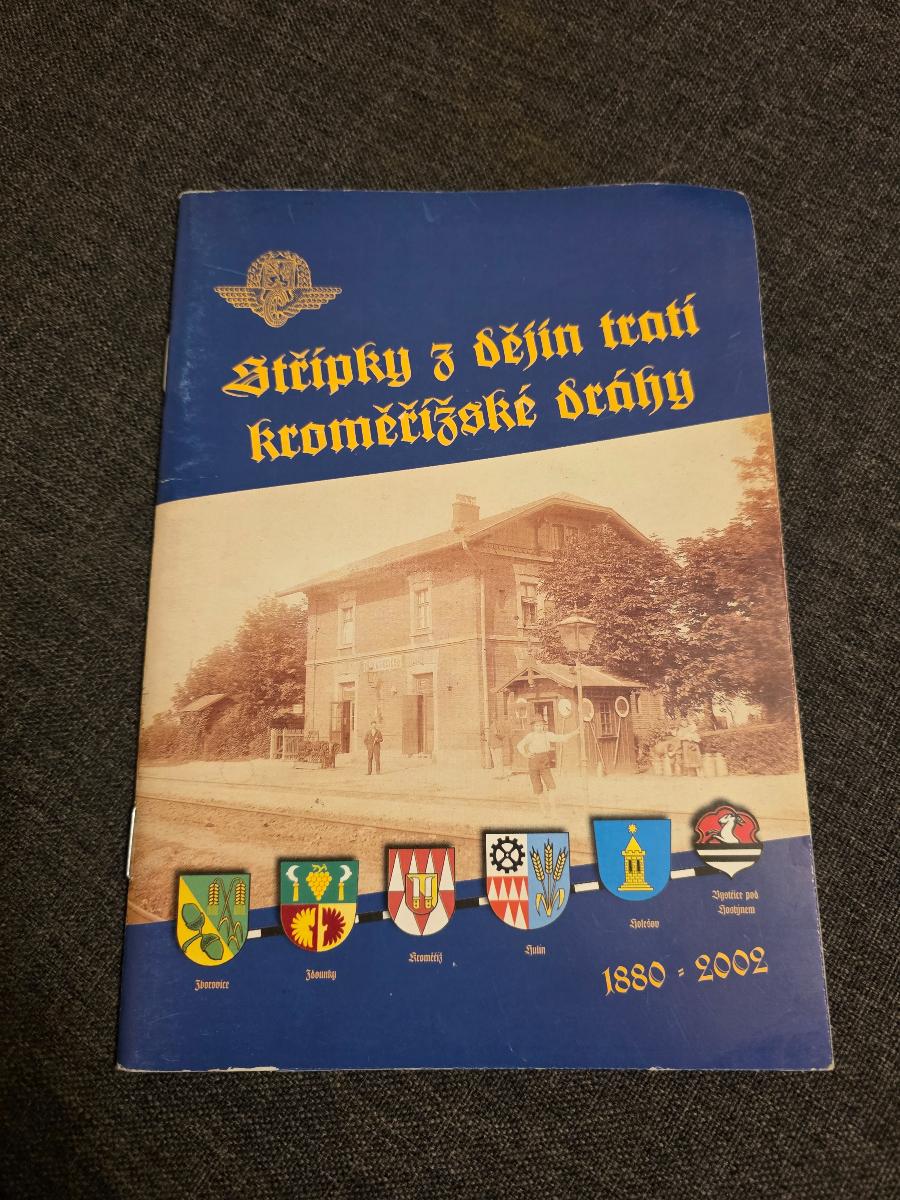 Střípky z dějin tratí
kroměřížské dráhy
Zborovice
Zdounky
Kroměříž
Hulín
Holešov
Bystřice pod
Hostýnem
1880 - 2002